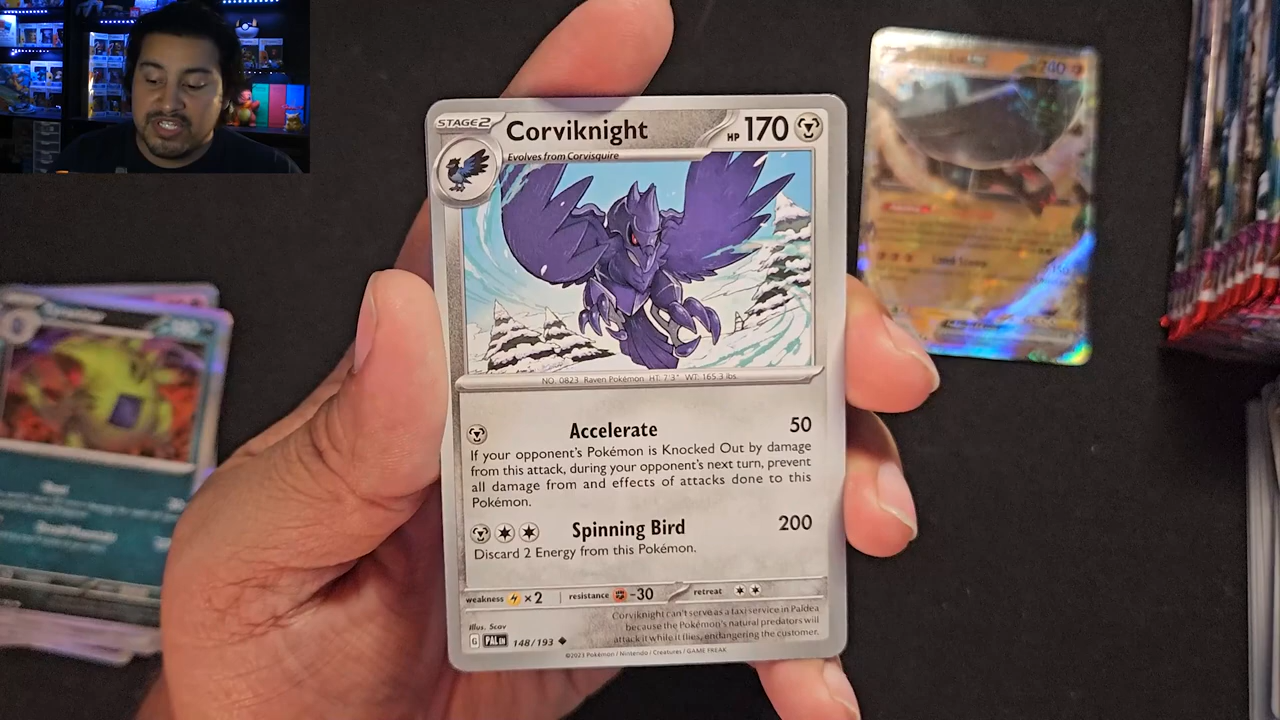 STAGE2
Corviknight
HP 170
Evolves from Corvisquire
NO. 0823 Raven Pokémon HT: 7'3" WT: 165.3 lbs.
Accelerate 50
If your opponent's Pokémon is Knocked Out by damage
from this attack, during your opponent's next turn, prevent
all damage from and effects of attacks done to this
Pokémon.
Spinning Bird 200
Discard 2 Energy from this Pokémon.
weakness ×2 resistance -30 retreat
Corviknight can't serve as a taxi service in Paldea
because the Pokémon's natural predators will
attack it while it flies, endangering the customer.
Illus. Scav
G PAL EN 148/193
©2023 Pokémon / Nintendo / Creatures / GAME FREAK